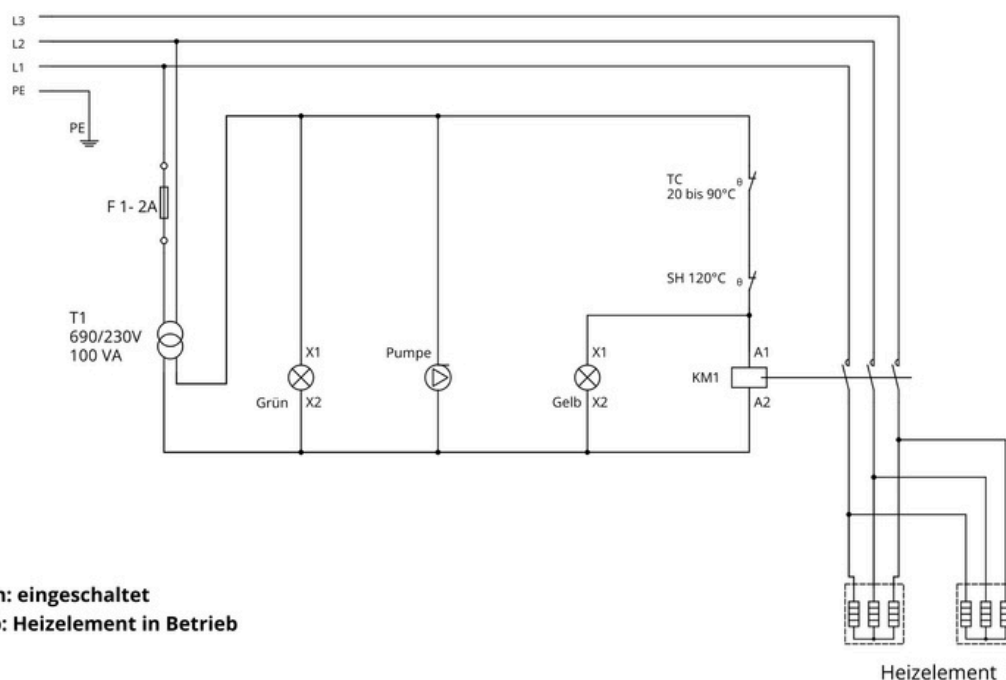 L3
L2
L1
PE
PE
F 1- 2A
T1
690/230V
100 VA
X1
Grün X2
Pumpe
X1
Gelb X2
TC
20 bis 90°C
θ
SH 120°C
θ
A1
KM1
A2
: eingeschaltet
: Heizelement in Betrieb
Heizelement